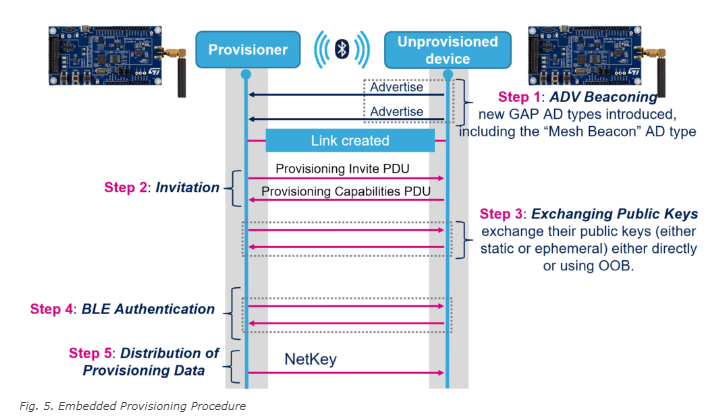 Provisioner
Unprovisioned
device
Advertise
Advertise
Step 1: ADV Beaconing
new GAP AD types introduced,
including the “Mesh Beacon” AD type
Link created
Step 2: Invitation
Provisioning Invite PDU
Provisioning Capabilities PDU
Step 3: Exchanging Public Keys
exchange their public keys (either
static or ephemeral) either directly
or using OOB.
Step 4: BLE Authentication
Step 5: Distribution of
Provisioning Data
NetKey
Fig. 5. Embedded Provisioning Procedure